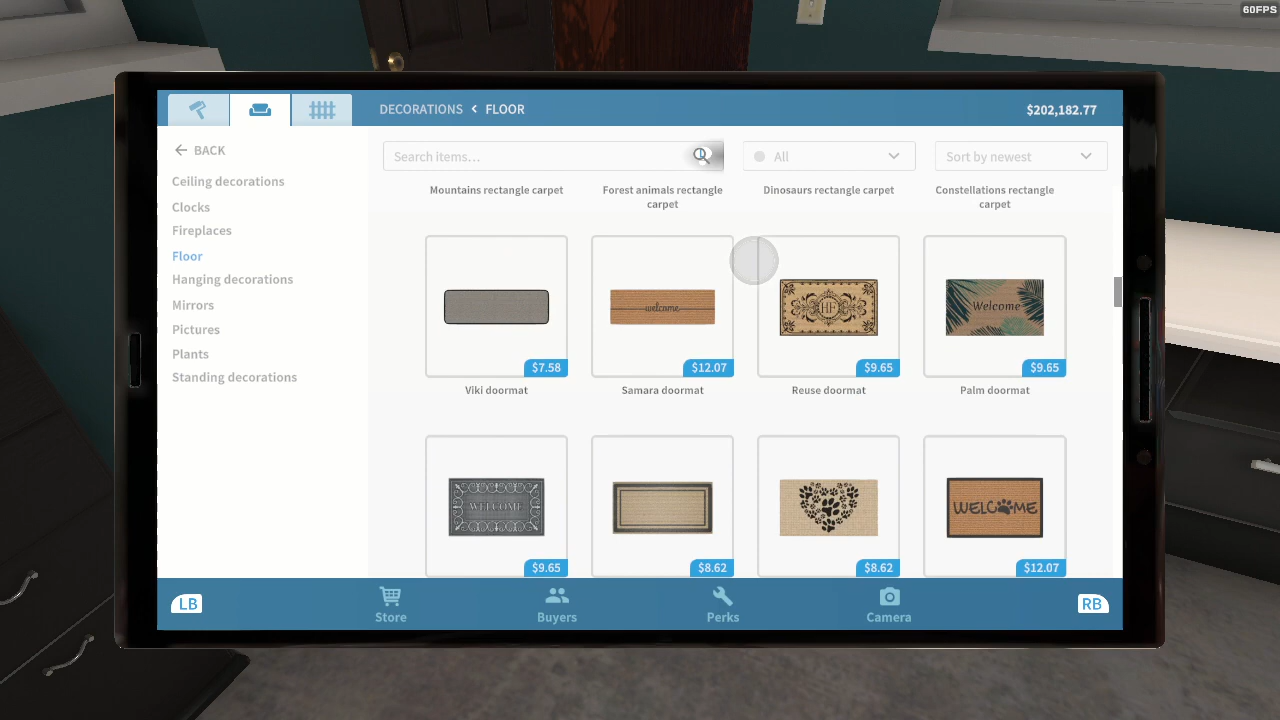 60FPS
DECORATIONS < FLOOR
$202,182.77
BACK
Search items...
All
Sort by newest
Ceiling decorations
Clocks
Fireplaces
Floor
Hanging decorations
Mirrors
Pictures
Plants
Standing decorations
Mountains rectangle carpet
Forest animals rectangle
carpet
Dinosaurs rectangle carpet
Constellations rectangle
carpet
$7.58
Viki doormat
welcome
$12.07
Samara doormat
HF
$9.65
Reuse doormat
Welcome
$9.65
Palm doormat
WELCOME
$9.65
$8.62
$8.62
WELCOME
$12.07
LB
Store
Buyers
Perks
Camera
RB